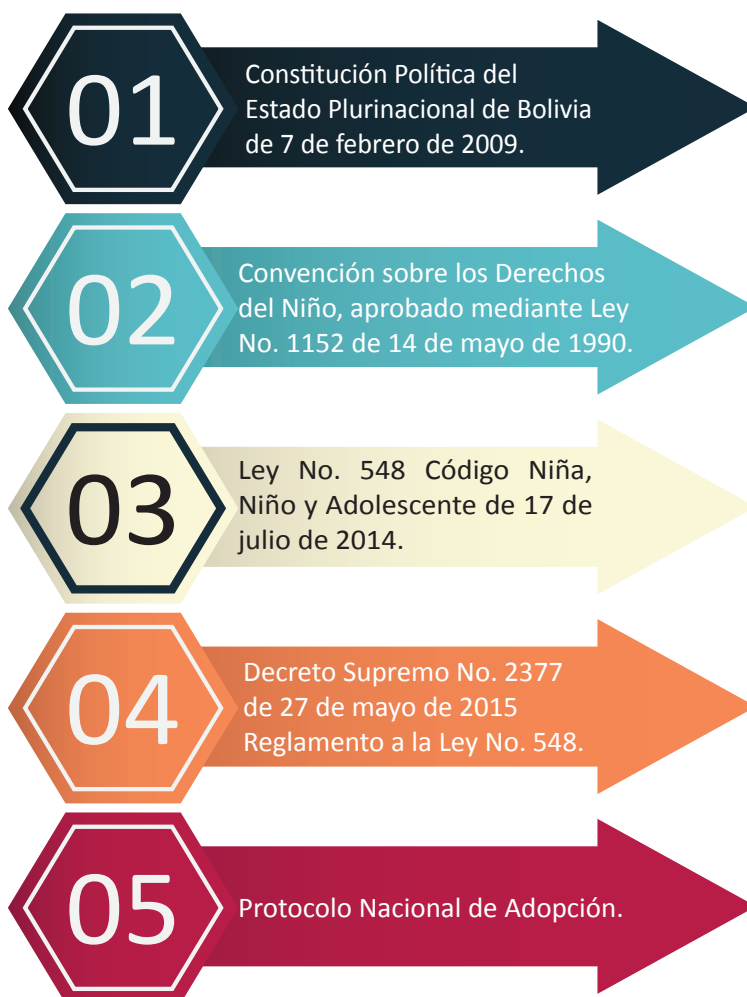 01
Constitución Política del
Estado Plurinacional de Bolivia
de 7 de febrero de 2009.
02
Convención sobre los Derechos
del Niño, aprobado mediante Ley
No. 1152 de 14 de mayo de 1990.
03
Ley No. 548 Código Niña,
Niño y Adolescente de 17 de
julio de 2014.
04
Decreto Supremo No. 2377
de 27 de mayo de 2015
Reglamento a la Ley No. 548.
05
Protocolo Nacional de Adopción.